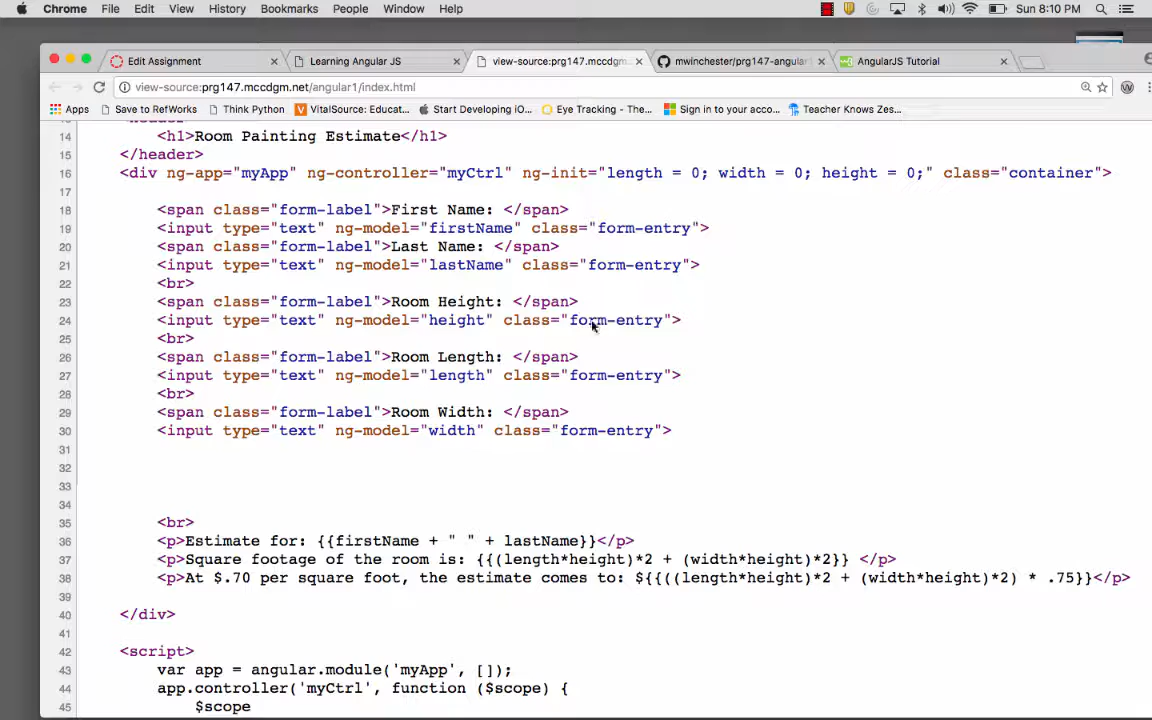 Chrome File Edit View History Bookmarks People Window Help Sun 8:10 PM
Edit Assignment Learning Angular JS view-source:prg147.mccdgm. mwinchester/prg147-angular AngularJS Tutorial
view-source:prg147.mccdgm.net/angular1/index.html
Apps Save to RefWorks Think Python VitalSource: Educat... Start Developing iO... Eye Tracking - The... Sign in to your acco... Teacher Knows Zes...
14 <h1>Room Painting Estimate</h1>
15 </header>
16 <div ng-app="myApp" ng-controller="myCtrl" ng-init="length = 0; width = 0; height = 0;" class="container">
17
18 <span class="form-label">First Name: </span>
19 <input type="text" ng-model="firstName" class="form-entry">
20 <span class="form-label">Last Name: </span>
21 <input type="text" ng-model="lastName" class="form-entry">
22 <br>
23 <span class="form-label">Room Height: </span>
24 <input type="text" ng-model="height" class="form-entry">
25 <br>
26 <span class="form-label">Room Length: </span>
27 <input type="text" ng-model="length" class="form-entry">
28 <br>
29 <span class="form-label">Room Width: </span>
30 <input type="text" ng-model="width" class="form-entry">
31
32
33
34
35 <br>
36 <p>Estimate for: {{firstName + " " + lastName}}</p>
37 <p>Square footage of the room is: {{(length*height)*2 + (width*height)*2}} </p>
38 <p>At $.70 per square foot, the estimate comes to: ${{((length*height)*2 + (width*height)*2) * .75}}</p>
39
40 </div>
41
42 <script>
43 var app = angular.module('myApp', []);
44 app.controller('myCtrl', function ($scope) {
45 $scope